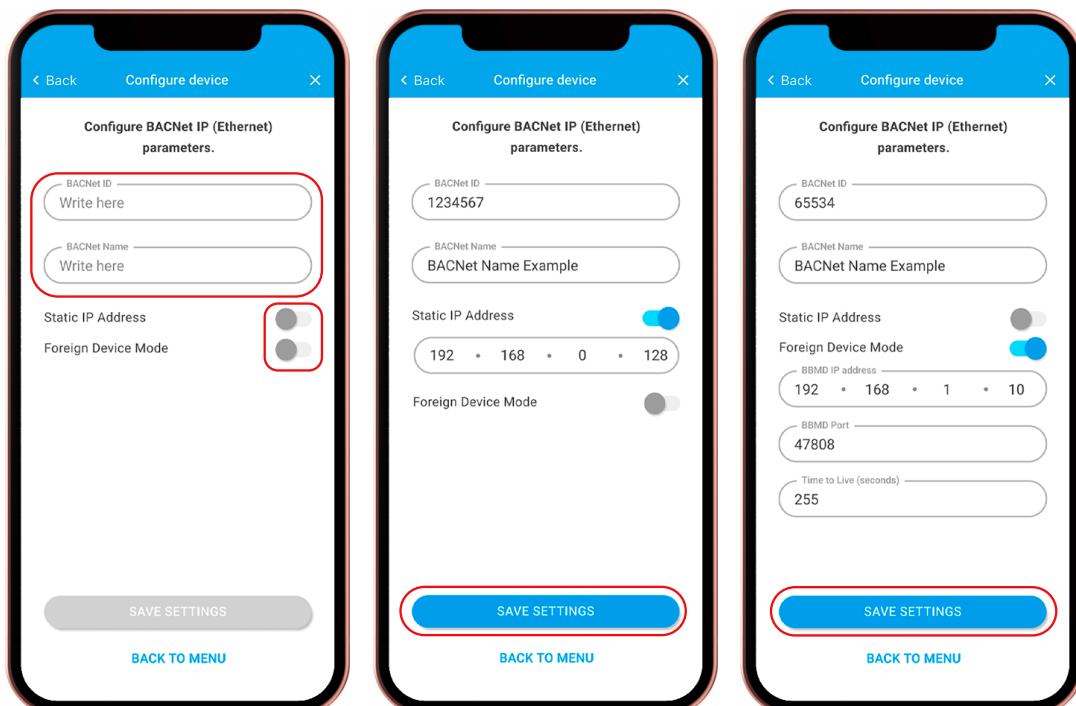 Back
Configure device
Configure BACNet IP (Ethernet)
parameters.
BACNet ID
Write here
BACNet Name
Write here
Static IP Address
Foreign Device Mode
SAVE SETTINGS
BACK TO MENU
Back
Configure device
Configure BACNet IP (Ethernet)
parameters.
BACNet ID
1234567
BACNet Name
BACNet Name Example
Static IP Address
192 • 168 • 0 • 128
Foreign Device Mode
SAVE SETTINGS
BACK TO MENU
Back
Configure device
Configure BACNet IP (Ethernet)
parameters.
BACNet ID
65534
BACNet Name
BACNet Name Example
Static IP Address
Foreign Device Mode
BBMD IP address
192 • 168 • 1 • 10
BBMD Port
47808
Time to Live (seconds)
255
SAVE SETTINGS
BACK TO MENU